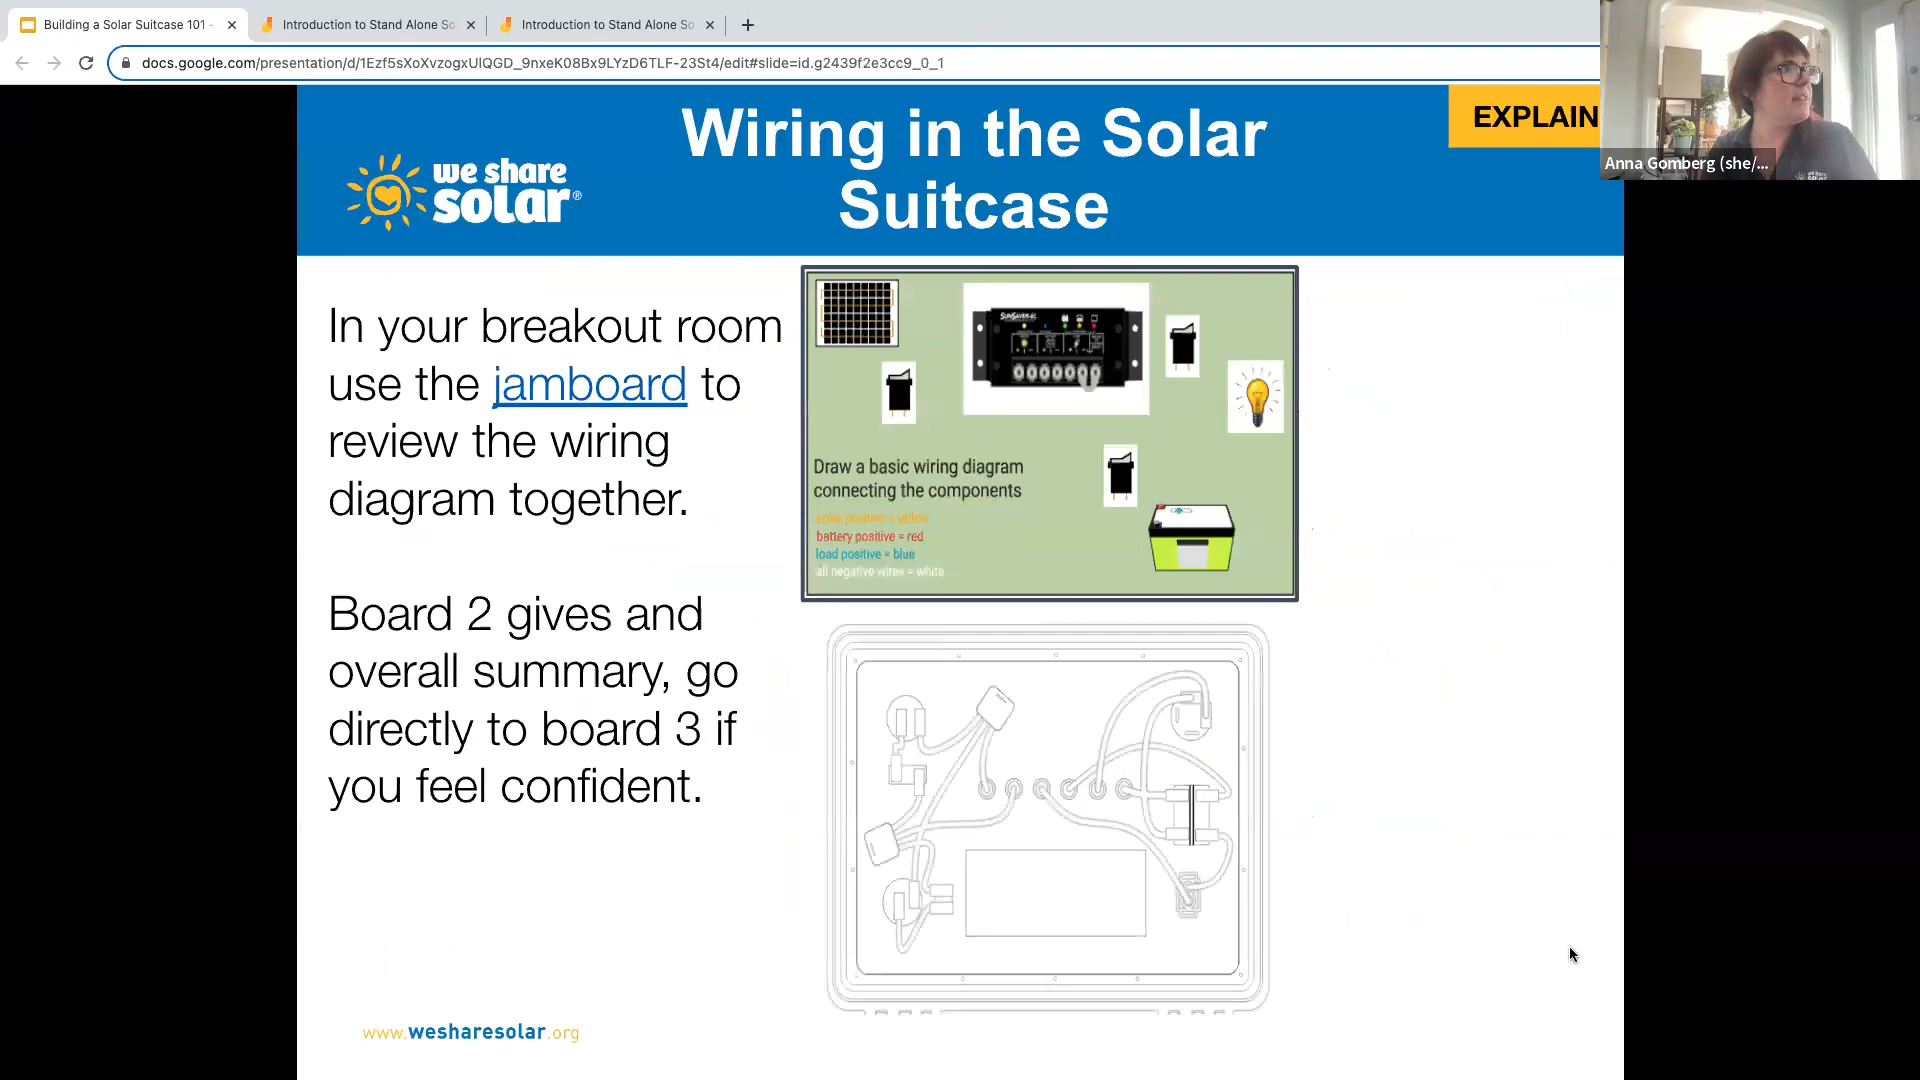 Building a Solar Suitcase 101 -
Introduction to Stand Alone So
Introduction to Stand Alone So
docs.google.com/presentation/d/1Ezf5sXoXvzogxUlQGD_9nxeK08Bx9LYzD6TLF-23St4/edit#slide=id.g2439f2e3cc9_0_1
Anna Gomberg (she/...
EXPLAIN
we share
solar®
Wiring in the Solar
Suitcase
In your breakout room
use the jamboard to
review the wiring
diagram together.
Board 2 gives and
overall summary, go
directly to board 3 if
you feel confident.
SunSaver-6L
Draw a basic wiring diagram
connecting the components
solar positive = yellow
battery positive = red
load positive = blue
all negative wires = white
www.wesharesolar.org